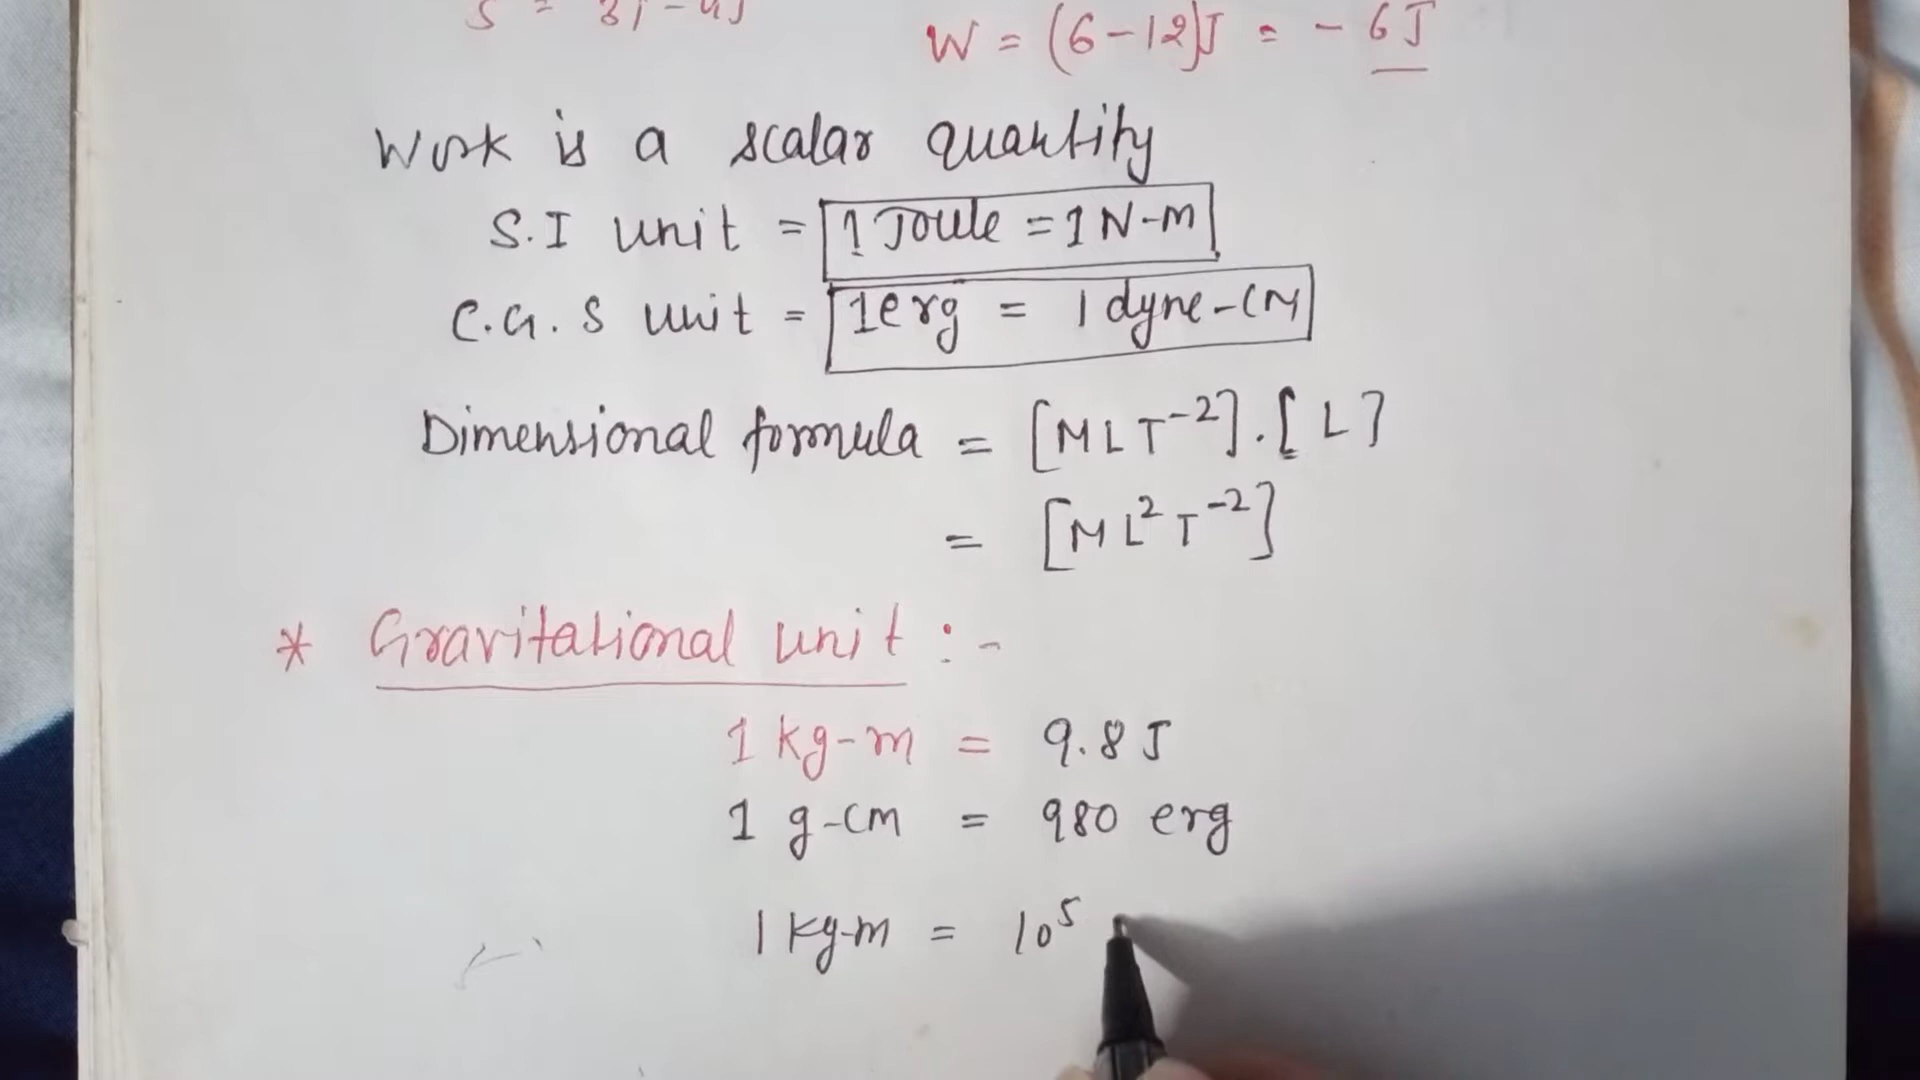 W = (6-12)J = - 6 J
Work is a scalar quantity
S.I unit = 1 Joule = 1 N-m
C.G.S unit = 1 erg = 1 dyne-CM
Dimensional formula = [MLT⁻²].[L]
= [ML²T⁻²]
* Gravitational unit :-
1 kg-m = 9.8 J
1 g-cm = 980 erg
1 kg-m = 10⁵